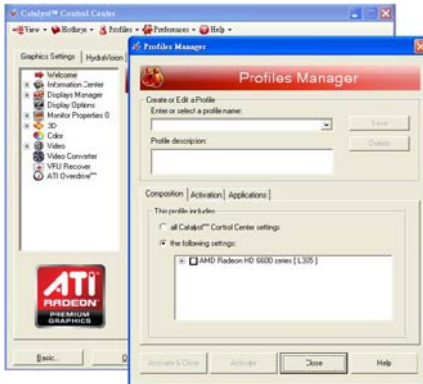 Catalyst™ Control Center
View Hotkeys Profiles Preferences Help
Graphics Settings HydraVision
Welcome
Information Center
Displays Manager
Display Options
Monitor Properties 0
3D
Color
Video
Video Converter
VPU Recover
ATI Overdrive™
ATI
RADEON
PREMIUM
GRAPHICS
Basic...
Profiles Manager
Profiles Manager
Create or Edit a Profile
Enter or select a profile name:
Save
Profile description:
Delete
Composition Activation Applications
This profile includes
all Catalyst™ Control Center settings
the following settings:
AMD Radeon HD 6600 series
Activate & Close Activate Close Help